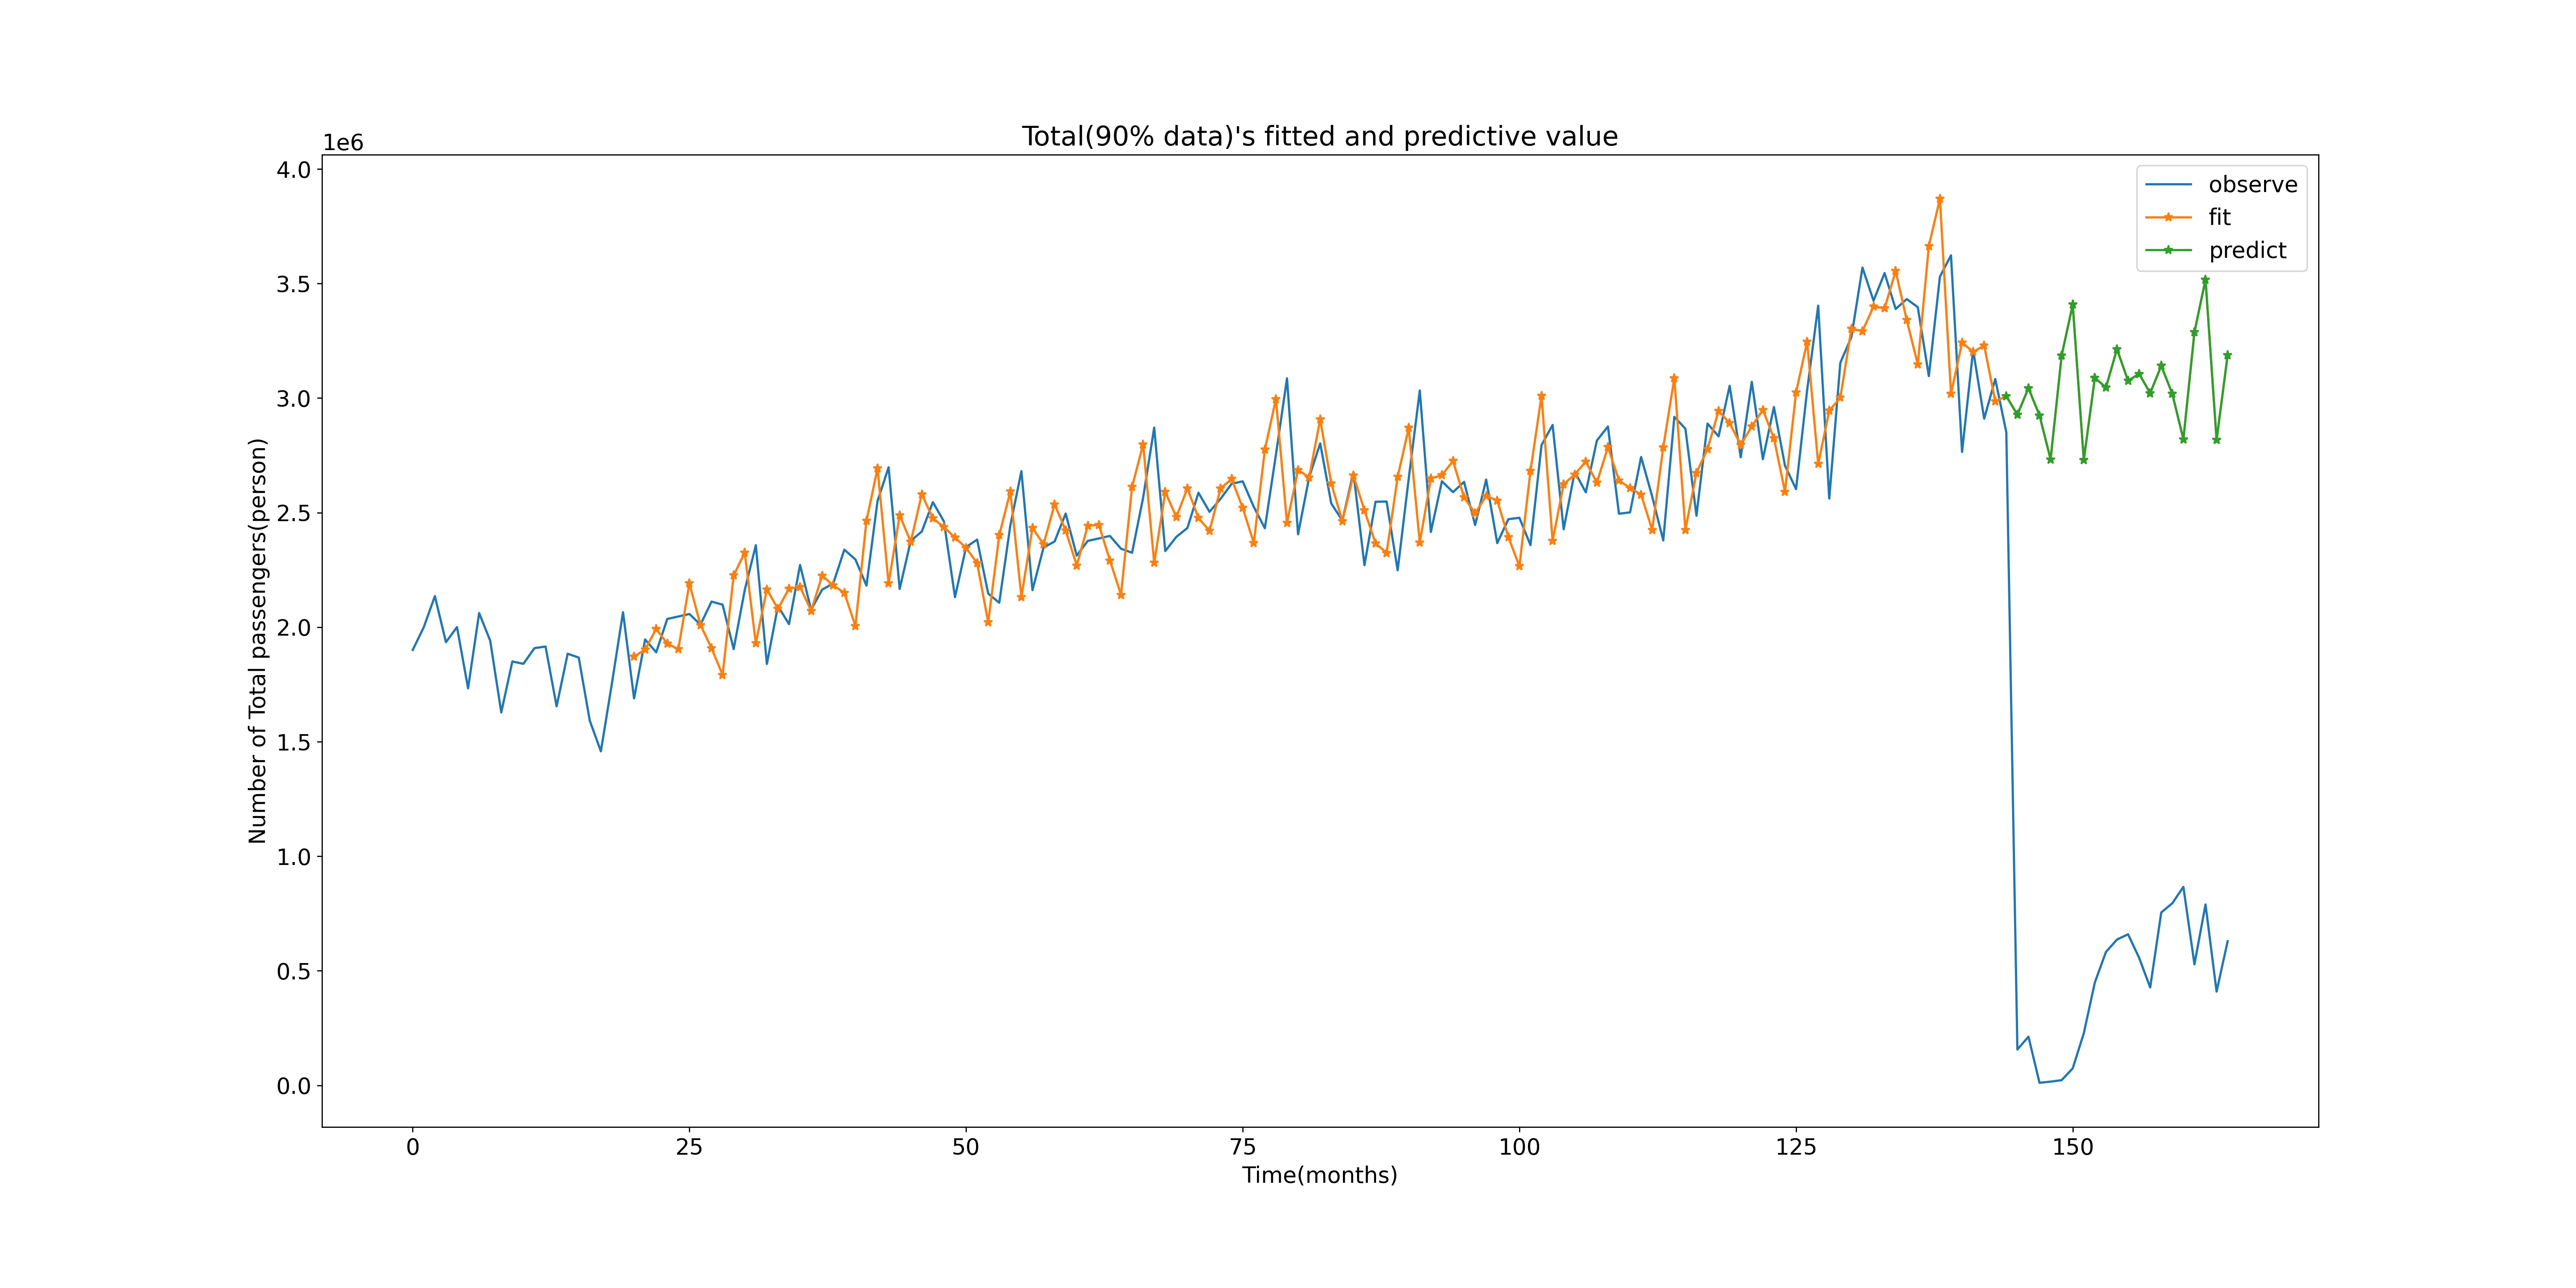 Total(90% data)'s fitted and predictive value
1e6
4.0
3.5
3.0
2.5
2.0
1.5
1.0
0.5
0.0
Number of Total passengers(person)
observe
fit
predict
0 25 50 75 100 125 150
Time(months)